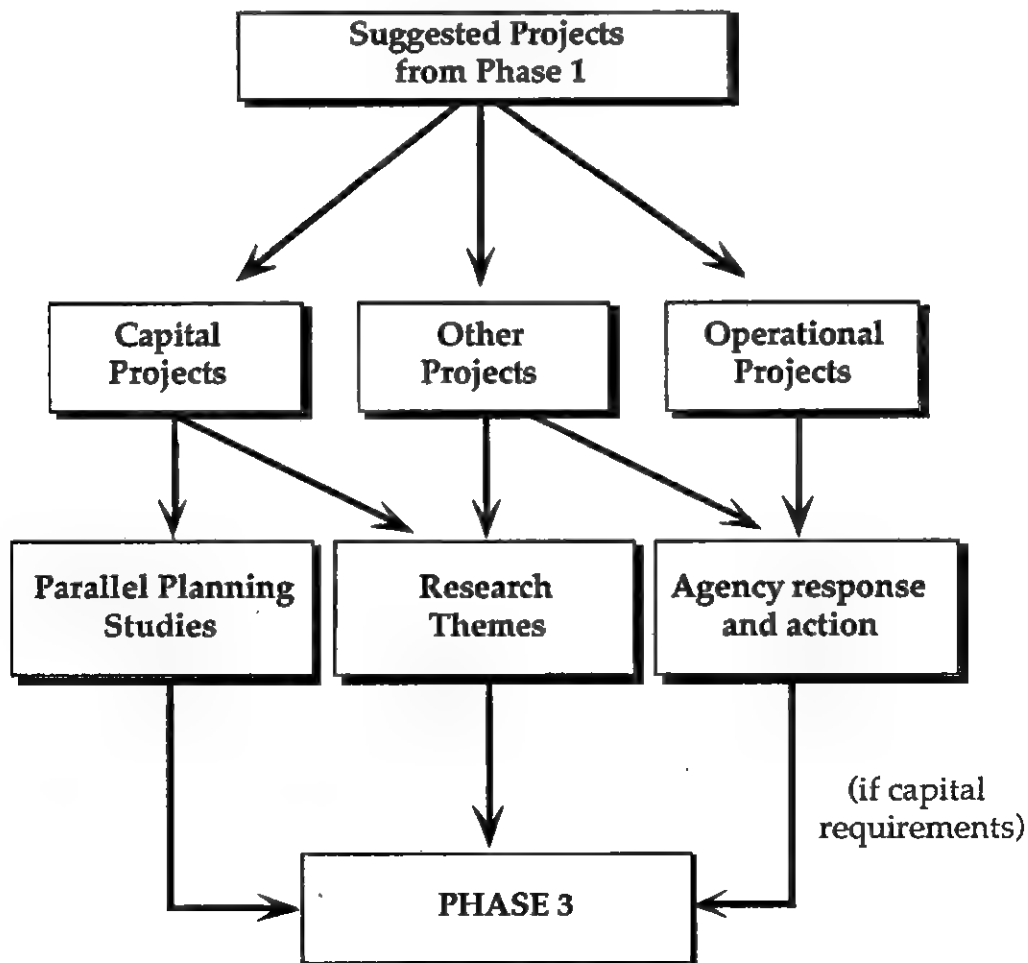 Suggested Projects
from Phase 1
Capital
Projects
Other
Projects
Operational
Projects
Parallel Planning
Studies
Research
Themes
Agency response
and action
(if capital
requirements)
PHASE 3